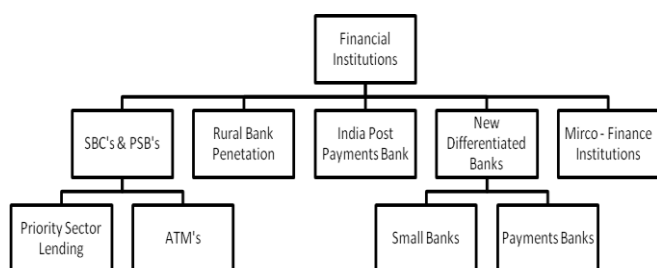 Financial
Institutions
SBC's & PSB's
Rural Bank
Penetation
India Post
Payments Bank
New
Differentiated
Banks
Mirco - Finance
Institutions
Priority Sector
Lending
ATM's
Small Banks
Payments Banks